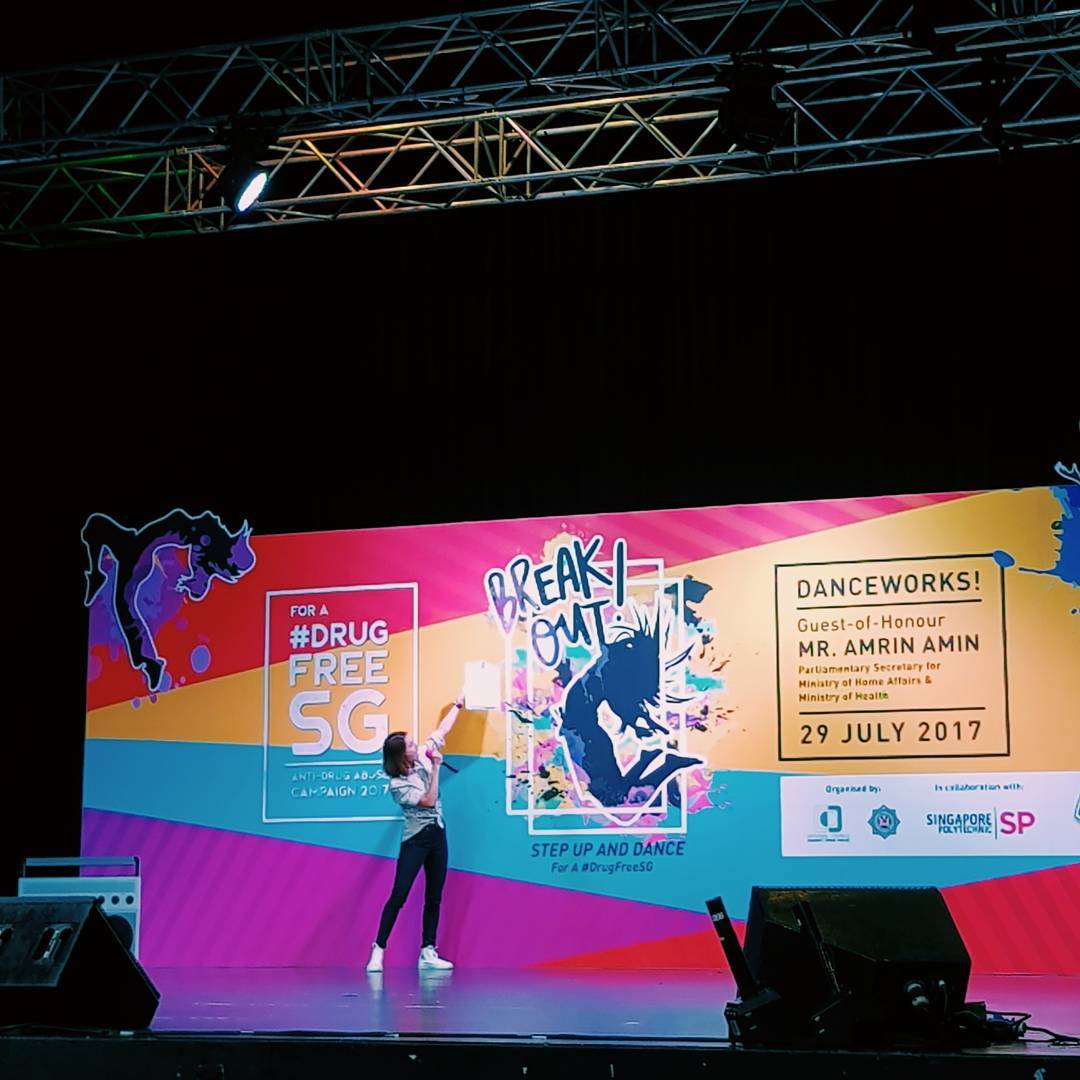 FOR A
#DRUG
FREE
SG
ANTI-DRUG ABUSE
CAMPAIGN 2017
BREAK
OUT
STEP UP AND DANCE
For A #DrugFreeSG
DANCEWORKS!
Guest-of-Honour
MR. AMRIN AMIN
Parliamentary Secretary for
Ministry of Home Affairs &
Ministry of Health
29 JULY 2017
Organised by:
In collaboration with:
SINGAPORE
POLYTECHNIC
SP